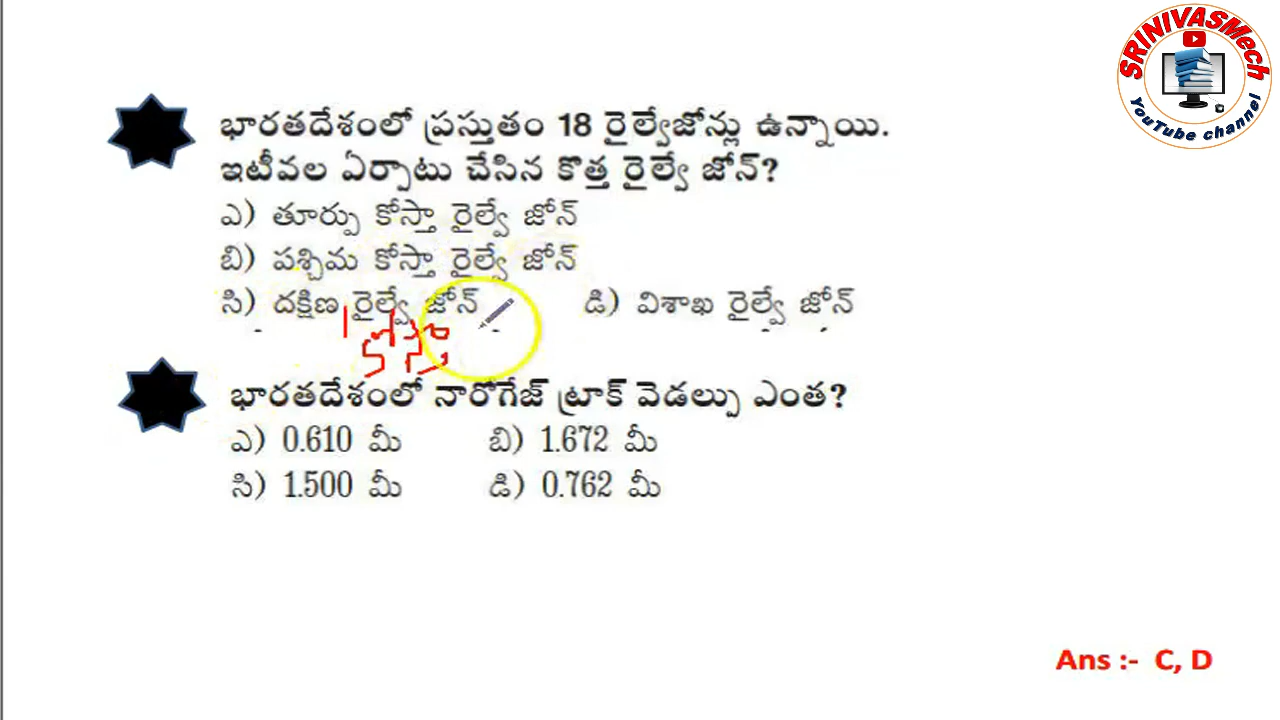 SRINIVASMech
YouTube channel
భారతదేశంలో ప్రస్తుతం 18 రైల్వేజోన్లు ఉన్నాయి.
ఇటీవల ఏర్పాటు చేసిన కొత్త రైల్వే జోన్?
ఎ) తూర్పు కోస్తా రైల్వే జోన్
బి) పశ్చిమ కోస్తా రైల్వే జోన్
సి) దక్షిణ రైల్వే జోన్ డి) విశాఖ రైల్వే జోన్
భారతదేశంలో నారోగేజ్ ట్రాక్ వెడల్పు ఎంత?
ఎ) 0.610 మీ బి) 1.672 మీ
సి) 1.500 మీ డి) 0.762 మీ
Ans :- C, D